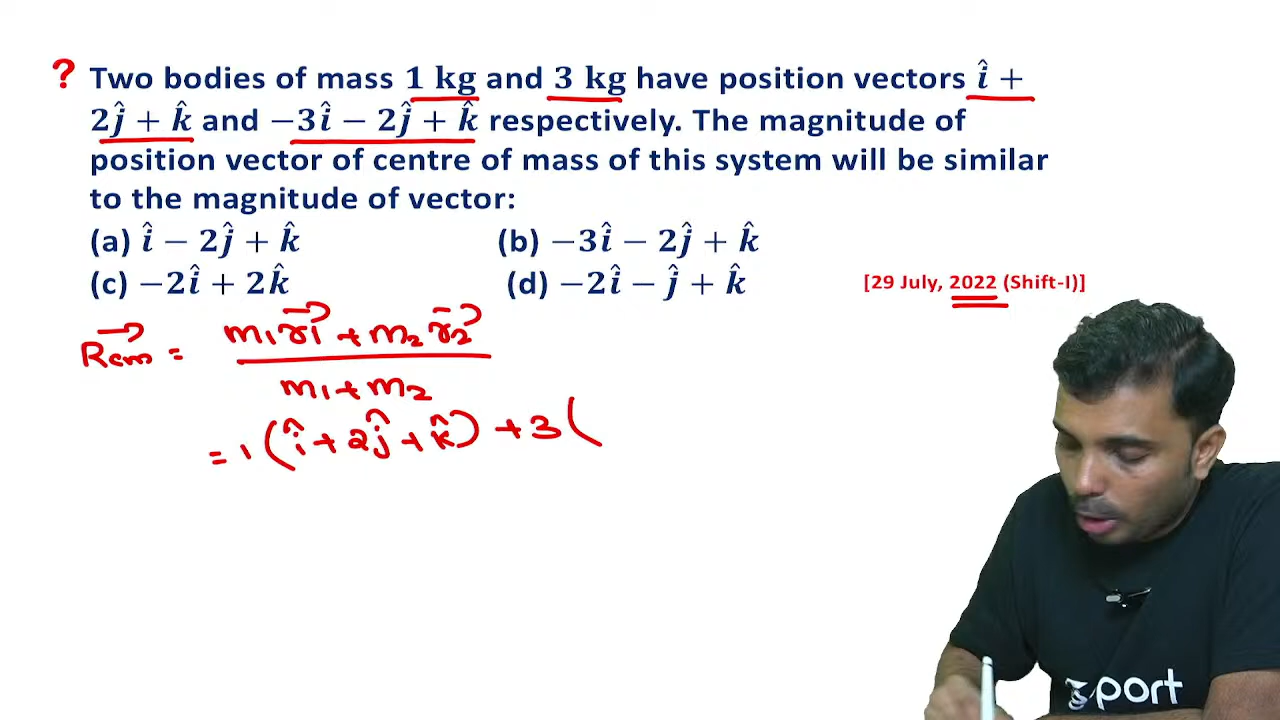 ? Two bodies of mass 1 kg and 3 kg have position vectors î +
2ĵ + k̂ and −3î − 2ĵ + k̂ respectively. The magnitude of
position vector of centre of mass of this system will be similar
to the magnitude of vector:
(a) î − 2ĵ + k̂ (b) −3î − 2ĵ + k̂
(c) −2î + 2k̂ (d) −2î − ĵ + k̂ [29 July, 2022 (Shift-I)]
R⃗cm = m1r⃗1 + m2r⃗2
m1 + m2
= 1 (î + 2ĵ + k̂) + 3 (
port